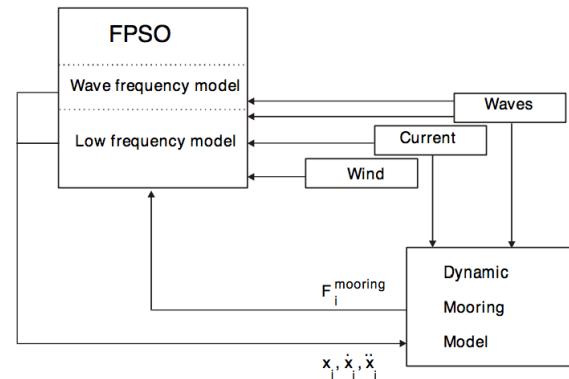 FPSO
Wave frequency model
Waves
Low frequency model
Current
Wind
Dynamic
Mooring
Model
F_i^mooring
x_i, ẋ_i, ẍ_i